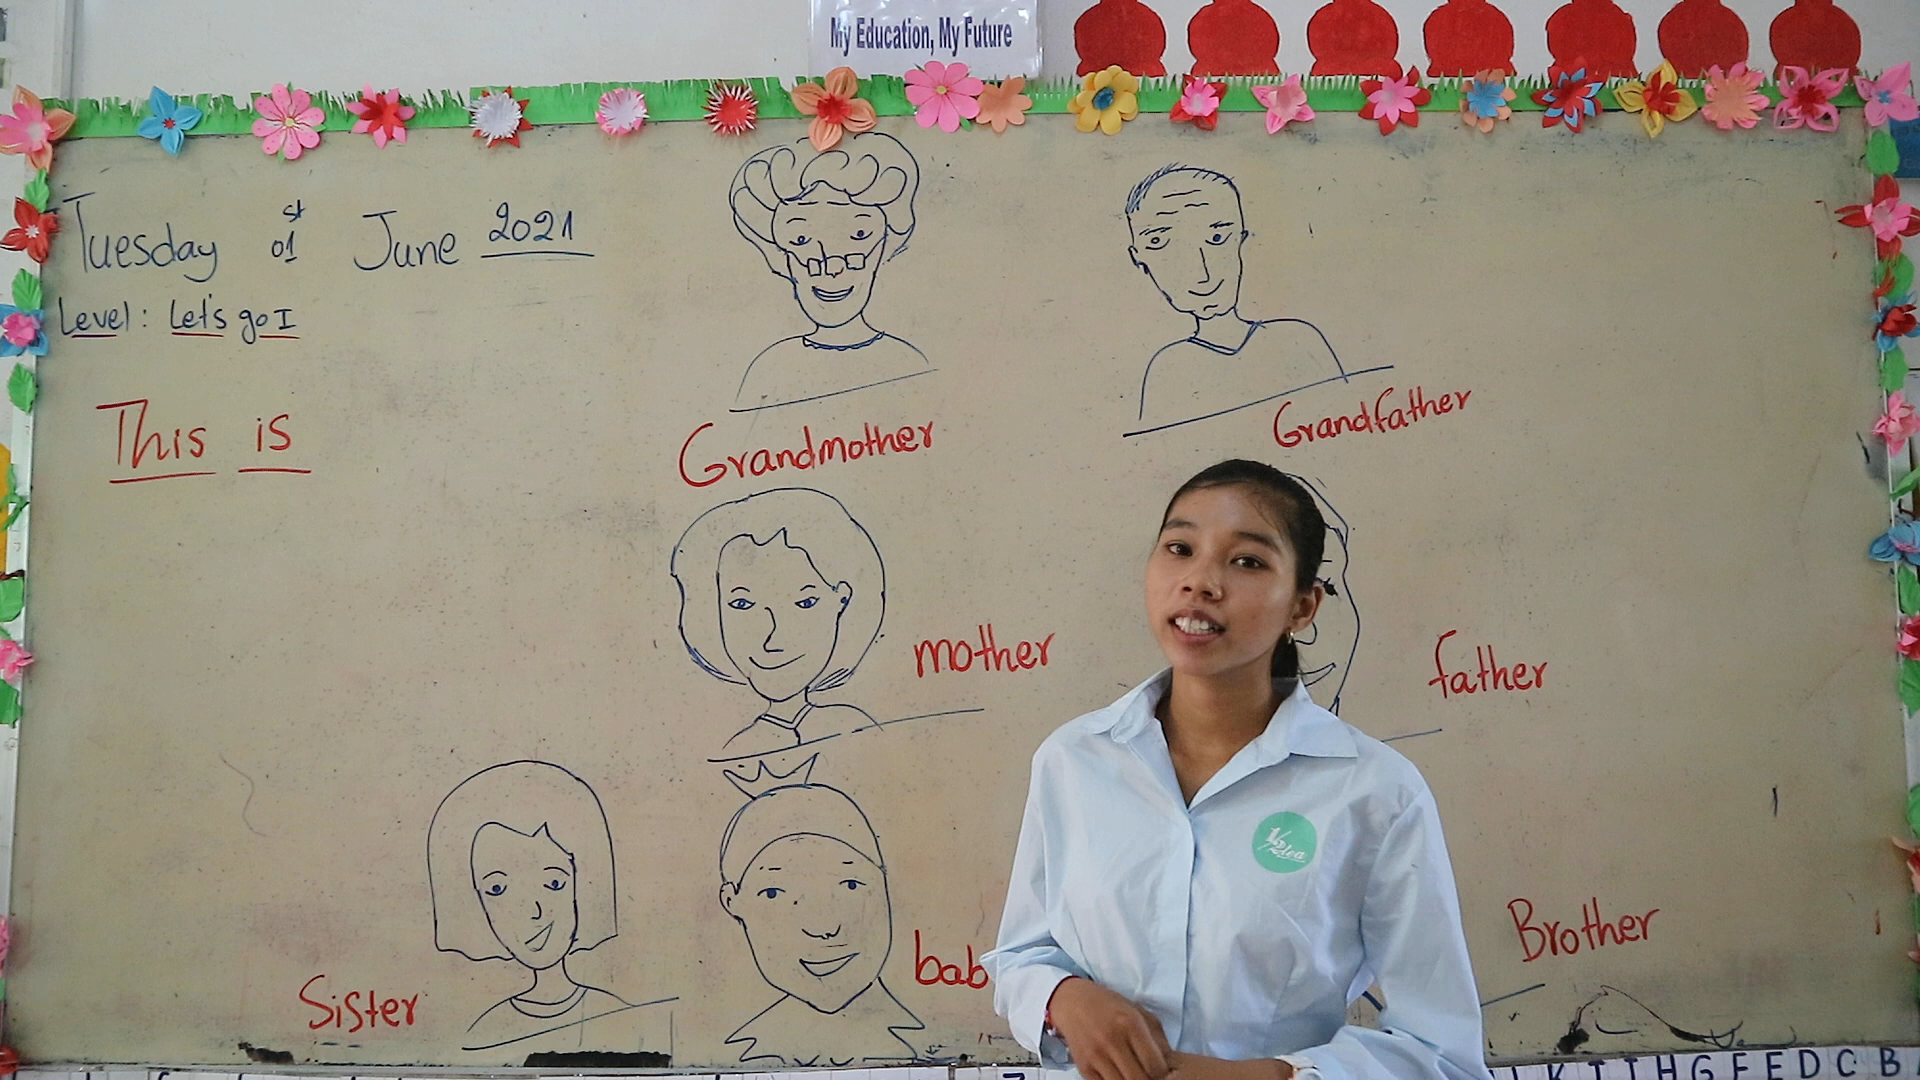 My Education, My Future
Tuesday 01st June 2021
Level: Let's go I
This is
Grandmother
Grandfather
mother
father
Sister
bab
Brother
H G F E D C B